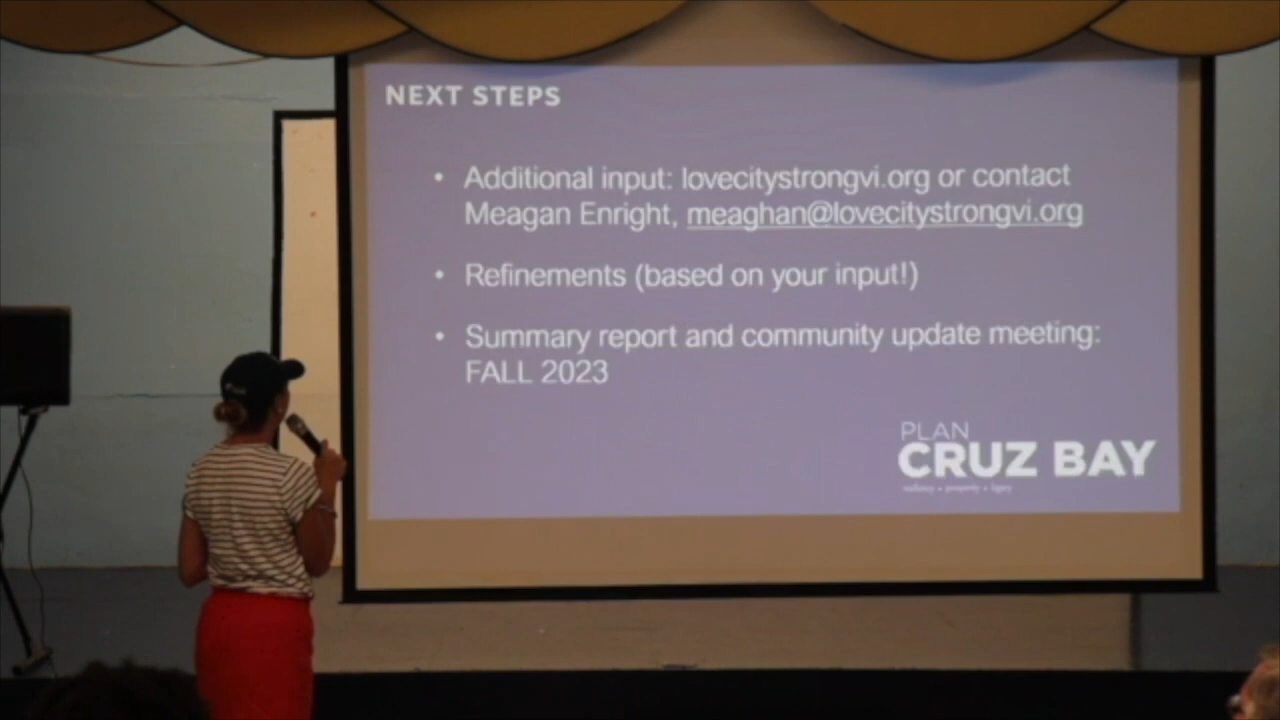 NEXT STEPS
• Additional input: lovecitystrongvi.org or contact
Meagan Enright, meaghan@lovecitystrongvi.org
• Refinements (based on your input!)
• Summary report and community update meeting:
FALL 2023
PLAN
CRUZ BAY